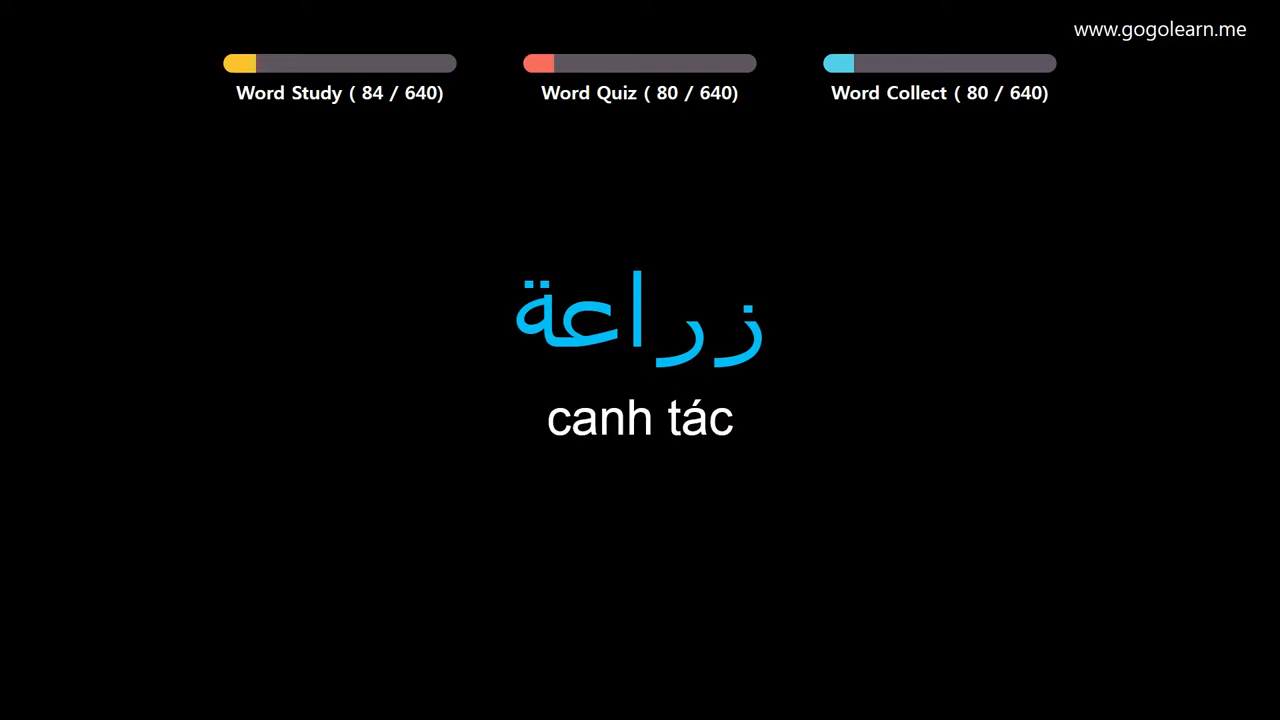 www.gogolearn.me
Word Study ( 84 / 640) Word Quiz ( 80 / 640) Word Collect ( 80 / 640)
زراعة
canh tác